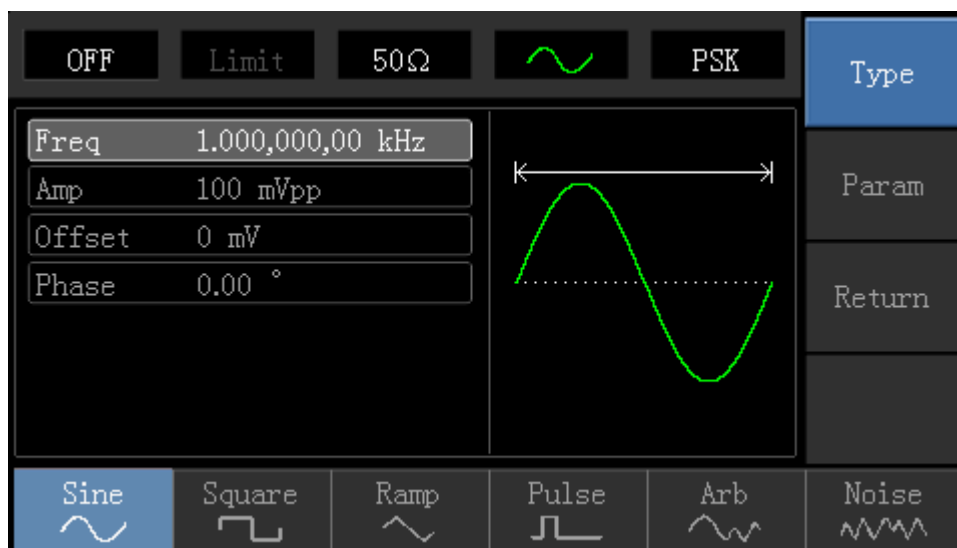 OFF Limit 50Ω PSK
Type
Freq 1.000,000,00 kHz
Amp 100 mVpp
Offset 0 mV
Phase 0.00 °
Param
Return
Sine Square Ramp Pulse Arb Noise